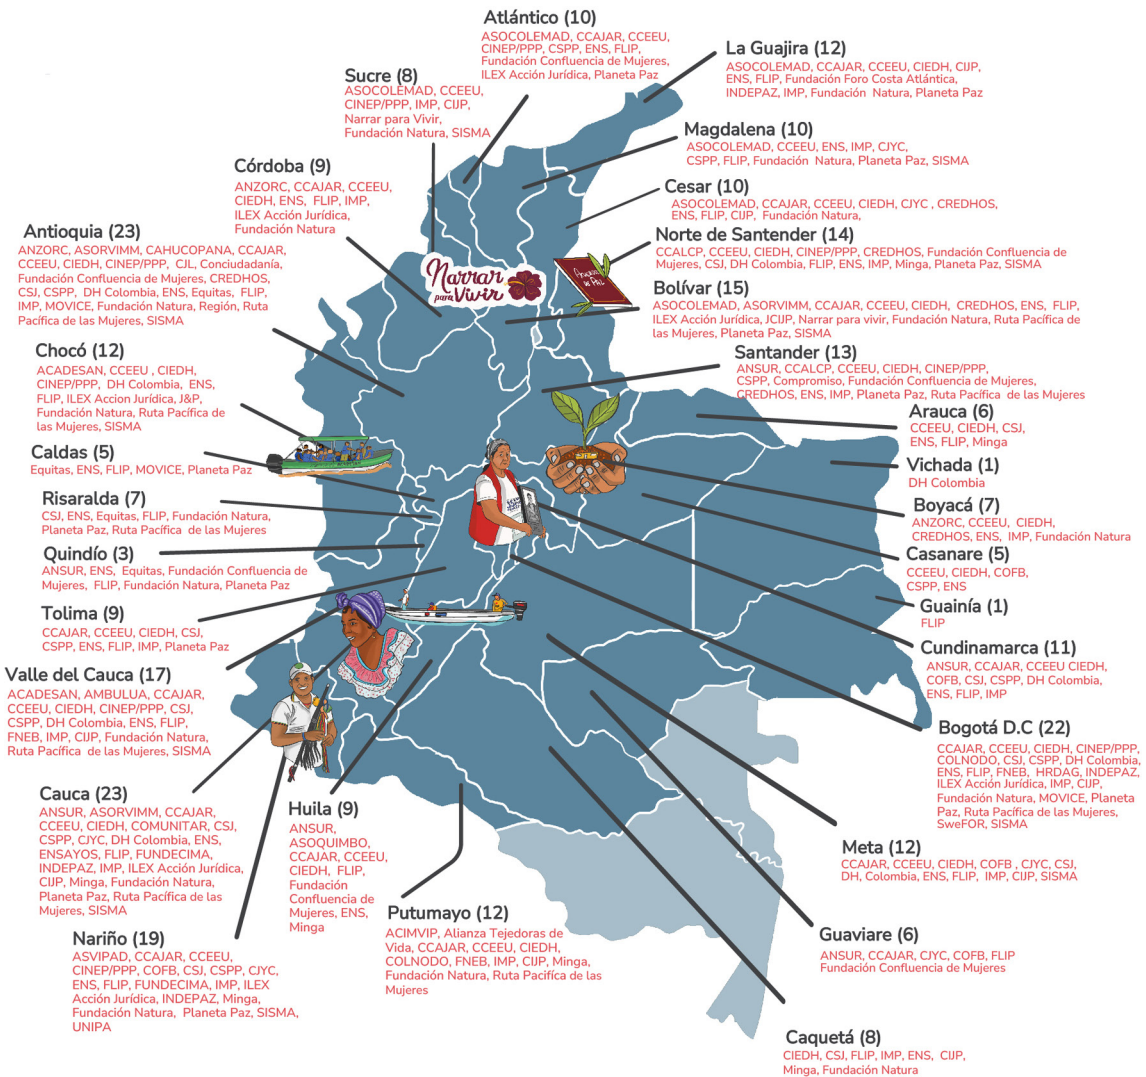 Atlántico (10)
ASOCOLEMAD, CCAJAR, CCEEU,
CINEP/PPP, CSPP, ENS, FLIP,
Fundación Confluencia de Mujeres,
ILEX Acción Jurídica, Planeta Paz
La Guajira (12)
ASOCOLEMAD, CCAJAR, CCEEU, CIEDH, CIJP,
ENS, FLIP, Fundación Foro Costa Atlántica,
INDEPAZ, IMP, Fundación Natura, Planeta Paz
Sucre (8)
ASOCOLEMAD, CCEEU,
CINEP/PPP, IMP, CIJP,
Narrar para Vivir,
Fundación Natura, SISMA
Magdalena (10)
ASOCOLEMAD, CCEEU, ENS, IMP, CJYC,
CSPP, FLIP, Fundación Natura, Planeta Paz, SISMA
Córdoba (9)
ANZORC, CCAJAR, CCEEU,
CIEDH, ENS, FLIP, IMP,
ILEX Acción Jurídica,
Fundación Natura
Cesar (10)
ASOCOLEMAD, CCAJAR, CCEEU, CIEDH, CJYC , CREDHOS,
ENS, FLIP, CIJP, Fundación Natura,
Antioquia (23)
ANZORC, ASORVIMM, CAHUCOPANA, CCAJAR,
CCEEU, CIEDH, CINEP/PPP, CJL, Conciudadanía,
Fundación Confluencia de Mujeres, CREDHOS,
CSJ, CSPP, DH Colombia, ENS, Equitas, FLIP,
IMP, MOVICE, Fundación Natura, Región, Ruta
Pacífica de las Mujeres, SISMA
Norte de Santander (14)
CCALCP, CCEEU, CIEDH, CINEP/PPP, CREDHOS, Fundación Confluencia de
Mujeres, CSJ, DH Colombia, FLIP, ENS, IMP, Minga, Planeta Paz, SISMA
Narrar
para Vivir
Bolívar (15)
ASOCOLEMAD, ASORVIMM, CCAJAR, CCEEU, CIEDH, CREDHOS, ENS, FLIP,
ILEX Acción Jurídica, JCIJP, Narrar para vivir, Fundación Natura, Ruta Pacífica de
las Mujeres, Planeta Paz, SISMA
Chocó (12)
ACADESAN, CCEEU , CIEDH,
CINEP/PPP, DH Colombia, ENS,
FLIP, ILEX Accion Jurídica, J&P,
Fundación Natura, Ruta Pacífica de
las Mujeres, SISMA
Santander (13)
ANSUR, CCALCP, CCEEU, CIEDH, CINEP/PPP,
CSPP, Compromiso, Fundación Confluencia de Mujeres,
CREDHOS, ENS, IMP, Planeta Paz, Ruta Pacífica de las Mujeres
Arauca (6)
CCEEU, CIEDH, CSJ,
ENS, FLIP, Minga
Caldas (5)
Equitas, ENS, FLIP, MOVICE, Planeta Paz
Vichada (1)
DH Colombia
Risaralda (7)
CSJ, ENS, Equitas, FLIP, Fundación Natura,
Planeta Paz, Ruta Pacífica de las Mujeres
Boyacá (7)
ANZORC, CCEEU, CIEDH,
CREDHOS, ENS, IMP, Fundación Natura
Quindío (3)
ANSUR, ENS, Equitas, Fundación Confluencia de
Mujeres, FLIP, Fundación Natura, Planeta Paz
Casanare (5)
CCEEU, CIEDH, COFB,
CSPP, ENS
Tolima (9)
CCAJAR, CCEEU, CIEDH, CSJ,
CSPP, ENS, FLIP, IMP, Planeta Paz
Guainía (1)
FLIP
Cundinamarca (11)
ANSUR, CCAJAR, CCEEU CIEDH,
COFB, CSJ, CSPP, DH Colombia,
ENS, FLIP, IMP
Valle del Cauca (17)
ACADESAN, AMBULUA, CCAJAR,
CCEEU, CIEDH, CINEP/PPP, CSJ,
CSPP, DH Colombia, ENS, FLIP,
FNEB, IMP, CIJP, Fundación Natura,
Ruta Pacífica de las Mujeres, SISMA
Bogotá D.C (22)
CCAJAR, CCEEU, CIEDH, CINEP/PPP,
COLNODO, CSJ, CSPP, DH Colombia,
ENS, FLIP, FNEB, HRDAG, INDEPAZ,
ILEX Acción Jurídica, IMP, CIJP,
Fundación Natura, MOVICE, Planeta
Paz, Ruta Pacífica de las Mujeres,
SweFOR, SISMA
Cauca (23)
ANSUR, ASORVIMM, CCAJAR,
CCEEU, CIEDH, COMUNITAR, CSJ,
CSPP, CJYC, DH Colombia, ENS,
ENSAYOS, FLIP, FUNDECIMA,
INDEPAZ, IMP, ILEX Acción Jurídica,
CIJP, Minga, Fundación Natura,
Planeta Paz, Ruta Pacífica de las
Mujeres, SISMA
Huila (9)
ANSUR,
ASOQUIMBO,
CCAJAR, CCEEU,
CIEDH, FLIP,
Fundación
Confluencia de
Mujeres, ENS,
Minga
Meta (12)
CCAJAR, CCEEU, CIEDH, COFB , CJYC, CSJ,
DH, Colombia, ENS, FLIP, IMP, CIJP, SISMA
Nariño (19)
ASVIPAD, CCAJAR, CCEEU,
CINEP/PPP, COFB, CSJ, CSPP, CJYC,
ENS, FLIP, FUNDECIMA, IMP, ILEX
Acción Jurídica, INDEPAZ, Minga,
Fundación Natura, Planeta Paz, SISMA,
UNIPA
Putumayo (12)
ACIMVIP, Alianza Tejedoras de
Vida, CCAJAR, CCEEU, CIEDH,
COLNODO, FNEB, IMP, CIJP, Minga,
Fundación Natura, Ruta Pacifíca de las
Mujeres
Guaviare (6)
ANSUR, CCAJAR, CJYC, COFB, FLIP
Fundación Confluencia de Mujeres
Caquetá (8)
CIEDH, CSJ, FLIP, IMP, ENS, CIJP,
Minga, Fundación Natura